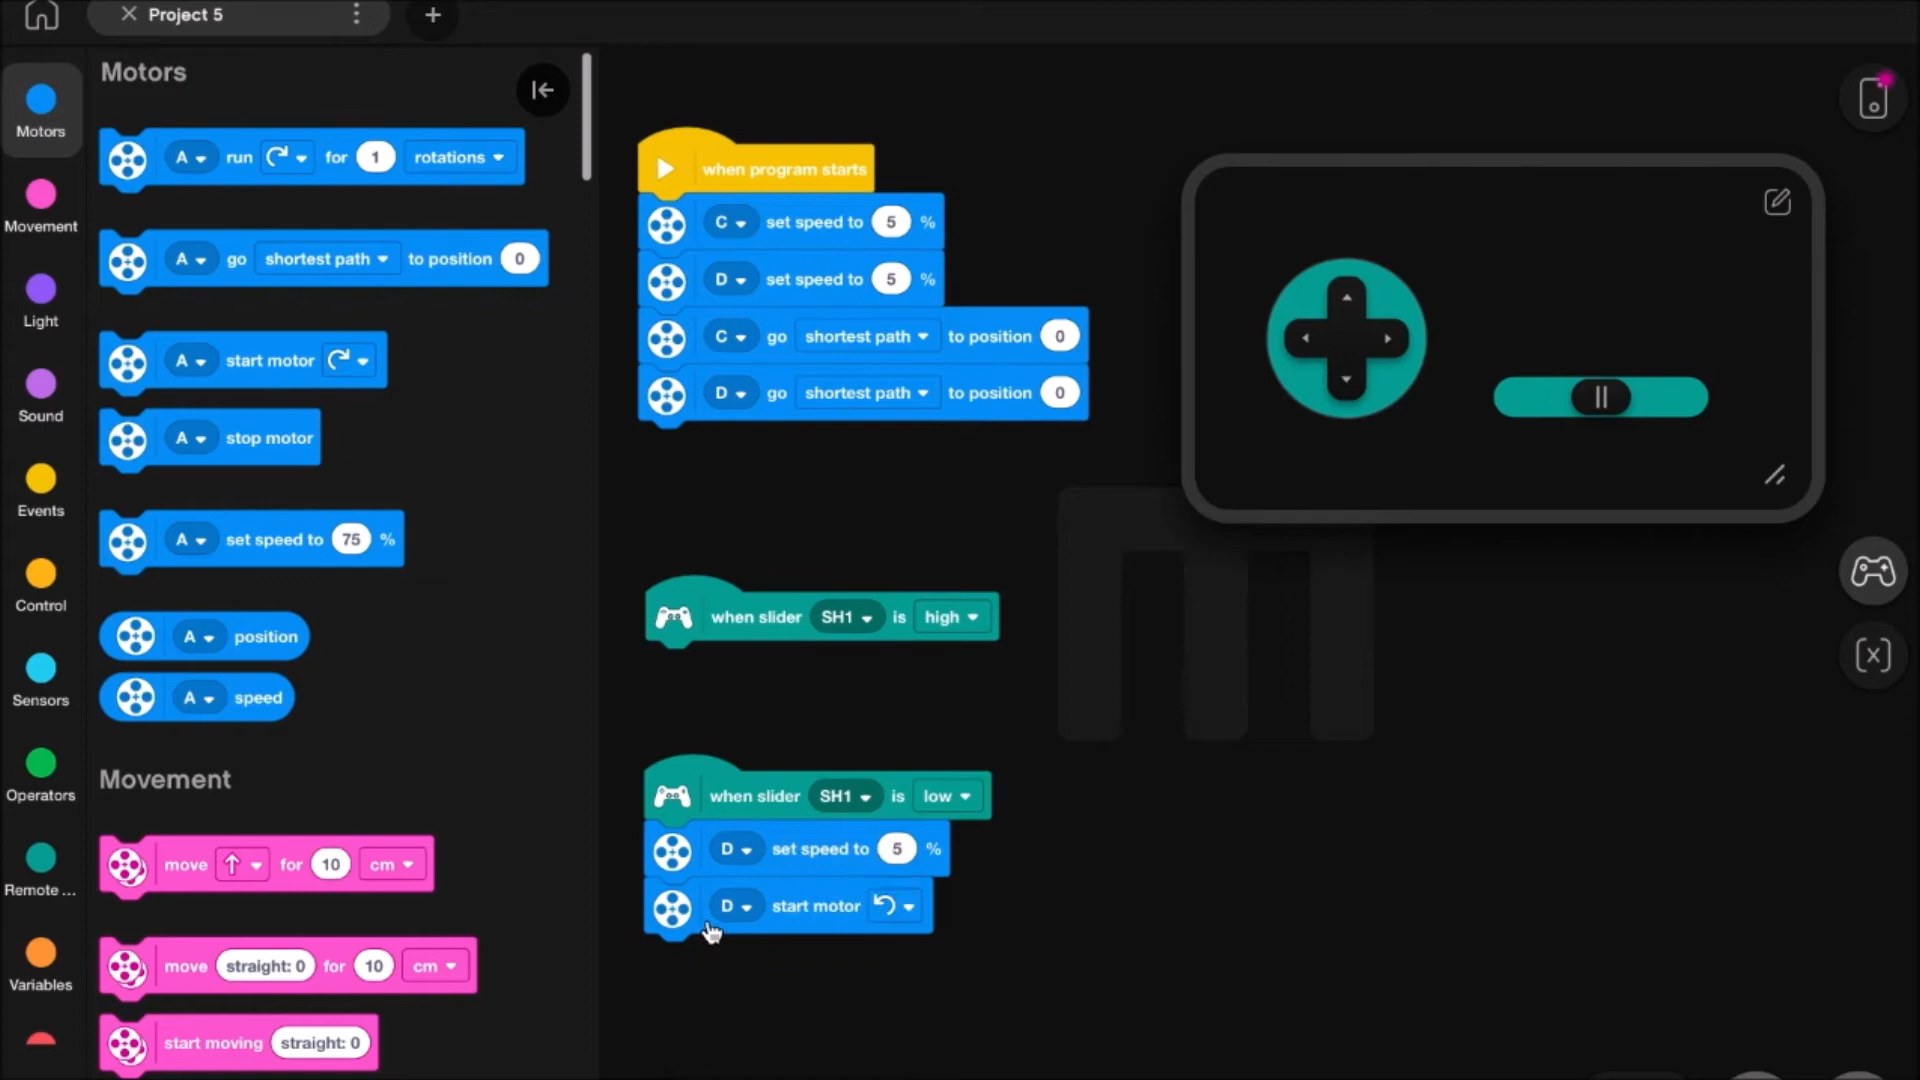 Project 5
Motors
Movement
Light
Sound
Events
Control
Sensors
Operators
Remote ...
Variables
Motors
A run for 1 rotations
A go shortest path to position 0
A start motor
A stop motor
A set speed to 75 %
A position
A speed
Movement
move for 10 cm
move straight: 0 for 10 cm
start moving straight: 0
when program starts
C set speed to 5 %
D set speed to 5 %
C go shortest path to position 0
D go shortest path to position 0
when slider SH1 is high
when slider SH1 is low
D set speed to 5 %
D start motor